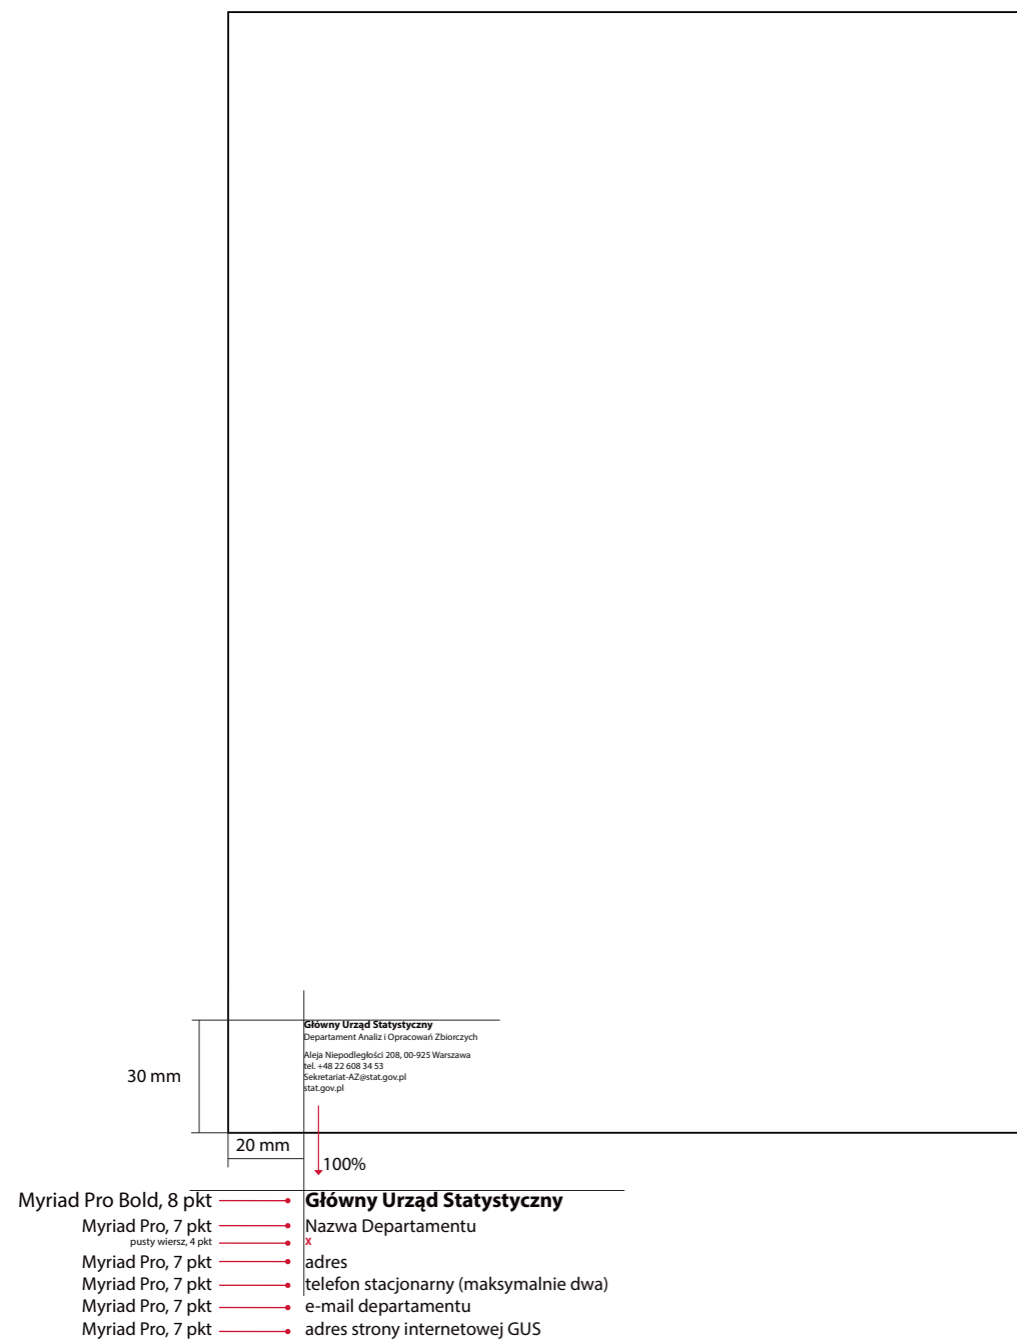 Główny Urząd Statystyczny
Departament Analiz i Opracowań Zbiorczych
Aleja Niepodległości 208, 00-925 Warszawa
tel. +48 22 608 34 53
Sekretariat-AZ@stat.gov.pl
stat.gov.pl
30 mm
20 mm
100%
Myriad Pro Bold, 8 pkt Główny Urząd Statystyczny
Myriad Pro, 7 pkt Nazwa Departamentu
pusty wiersz, 4 pkt x
Myriad Pro, 7 pkt adres
Myriad Pro, 7 pkt telefon stacjonarny (maksymalnie dwa)
Myriad Pro, 7 pkt e-mail departamentu
Myriad Pro, 7 pkt adres strony internetowej GUS